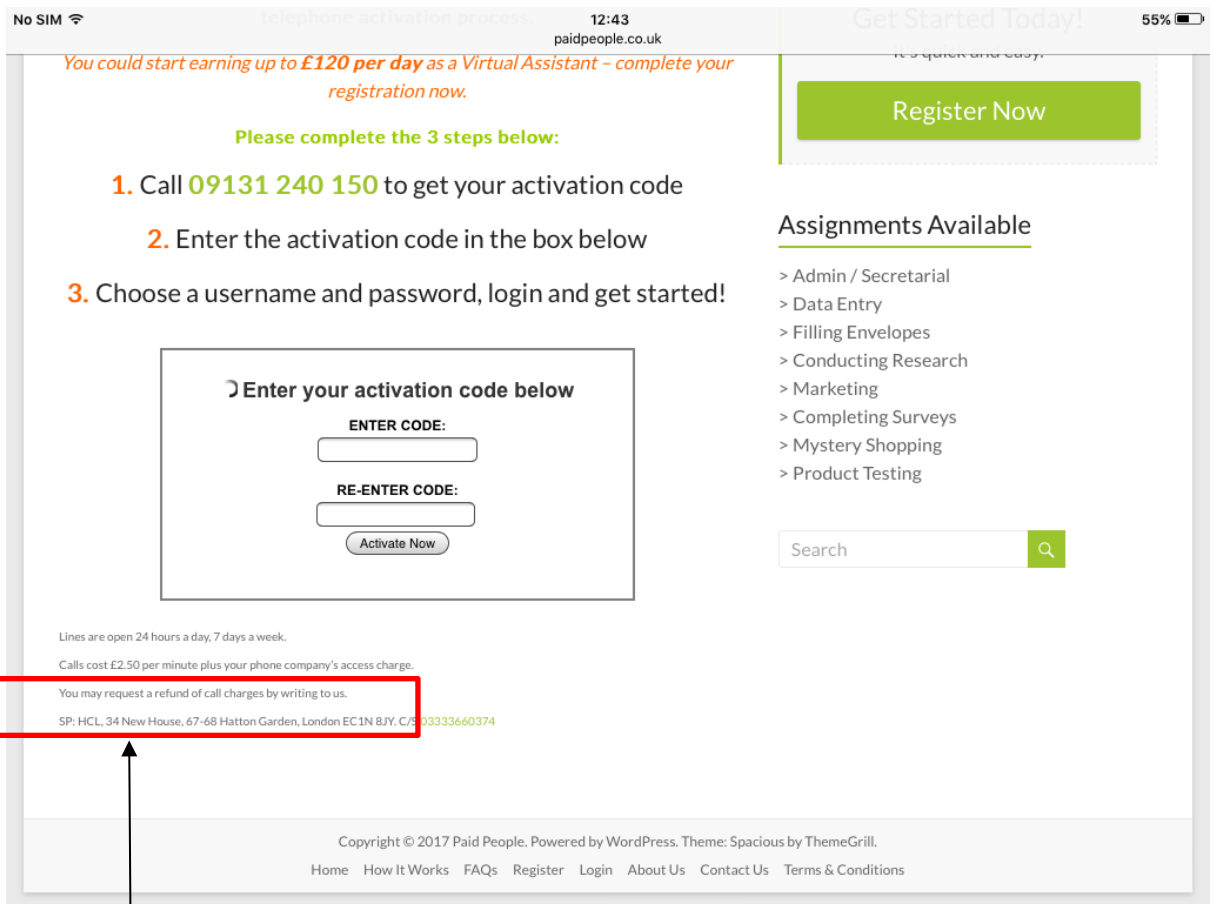 No SIM
telephone activation process.
12:43
paidpeople.co.uk
Get Started Today!
55%
You could start earning up to £120 per day as a Virtual Assistant – complete your
registration now.
It's quick and easy.
Register Now
Please complete the 3 steps below:
1. Call 09131 240 150 to get your activation code
2. Enter the activation code in the box below
3. Choose a username and password, login and get started!
Enter your activation code below
ENTER CODE:
RE-ENTER CODE:
Activate Now
Lines are open 24 hours a day, 7 days a week.
Calls cost £2.50 per minute plus your phone company's access charge.
You may request a refund of call charges by writing to us.
SP: HCL, 34 New House, 67-68 Hatton Garden, London EC1N 8JY. C/S 03333660374
Assignments Available
> Admin / Secretarial
> Data Entry
> Filling Envelopes
> Conducting Research
> Marketing
> Completing Surveys
> Mystery Shopping
> Product Testing
Search
Copyright © 2017 Paid People. Powered by WordPress. Theme: Spacious by ThemeGrill.
Home How It Works FAQs Register Login About Us Contact Us Terms & Conditions